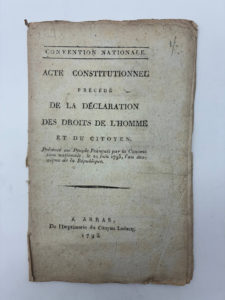 CONVENTION NATIONALE.
ACTE CONSTITUTIONNEL
PRÉCÉDÉ
DE LA DÉCLARATION
DES DROITS DE L'HOMME
ET DU CITOYEN,
Présenté au Peuple Français par la Conven-
tion nationale, le 24 Juin 1793, l'an deu-
xième de la République.
A ARRAS,
De l'Imprimerie du Citoyen Leducq.
1793